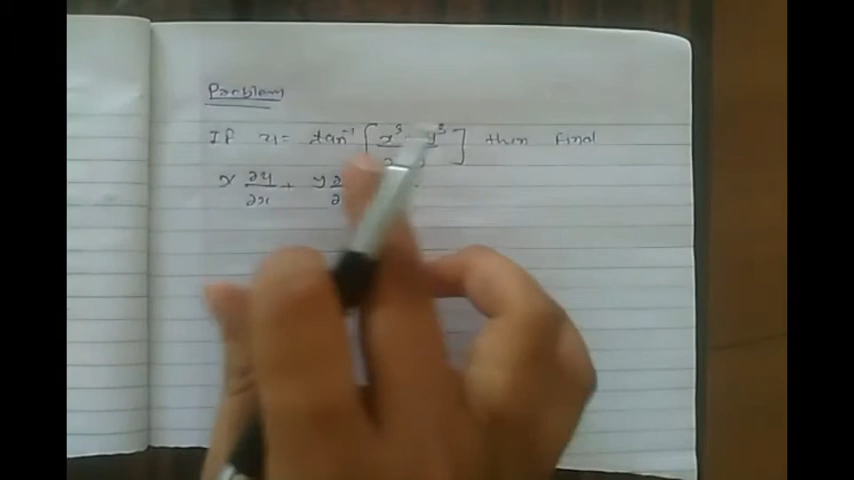 Problem
If u = tan⁻¹ [ x³ y³ ] then find
x ∂u/∂x + y ∂